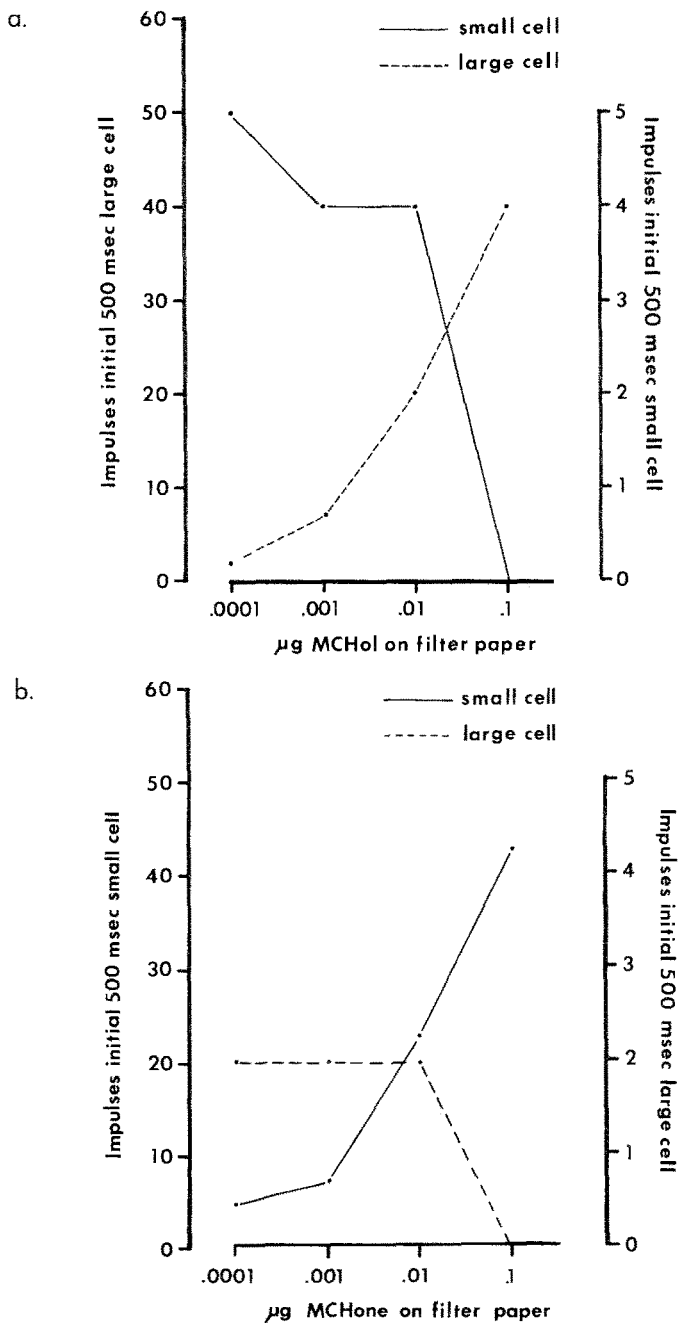 a.
small cell
large cell
Impulses initial 500 msec large cell
60
50
40
30
20
10
0
5
4
3
2
1
0
Impulses initial 500 msec small cell
.0001 .001 .01 .1
µg MCHol on filter paper
b.
small cell
large cell
Impulses initial 500 msec small cell
60
50
40
30
20
10
0
5
4
3
2
1
0
Impulses initial 500 msec large cell
.0001 .001 .01 .1
µg MCHone on filter paper